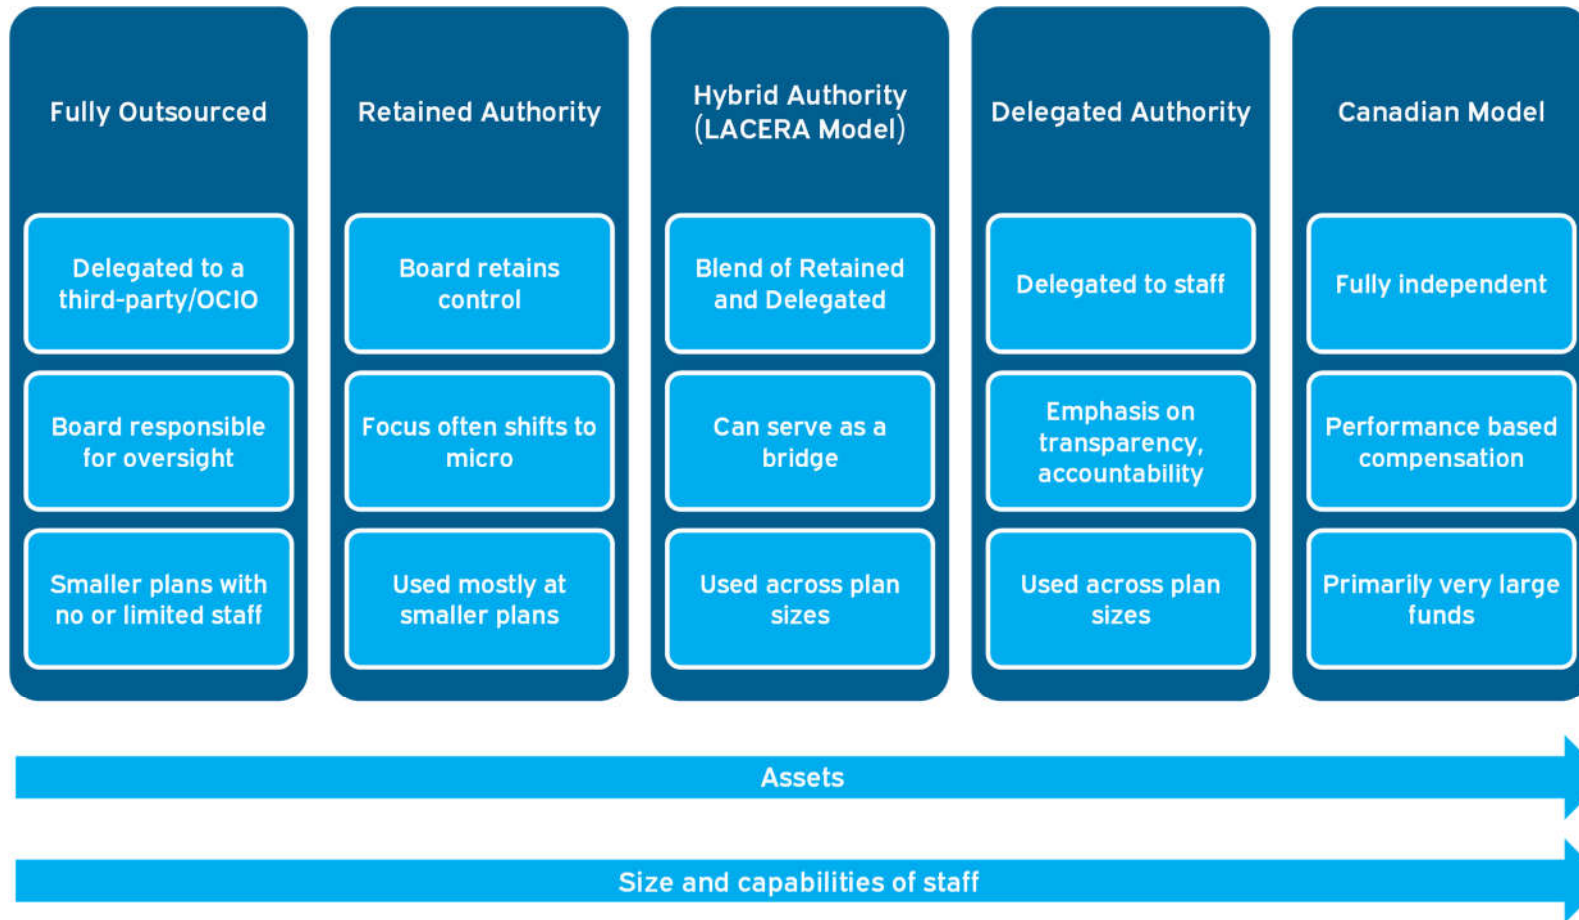 Fully Outsourced
Delegated to a
third-party/OCIO
Board responsible
for oversight
Smaller plans with
no or limited staff
Retained Authority
Board retains
control
Focus often shifts to
micro
Used mostly at
smaller plans
Hybrid Authority
(LACERA Model)
Blend of Retained
and Delegated
Can serve as a
bridge
Used across plan
sizes
Delegated Authority
Delegated to staff
Emphasis on
transparency,
accountability
Used across plan
sizes
Canadian Model
Fully independent
Performance based
compensation
Primarily very large
funds
Assets
Size and capabilities of staff